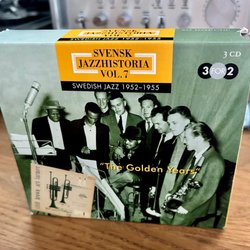 SVENSK
JAZZHISTORIA
VOL. 7
SWEDISH JAZZ 1952–1955
3 CD
3 FOR 2
"The Golden Years"